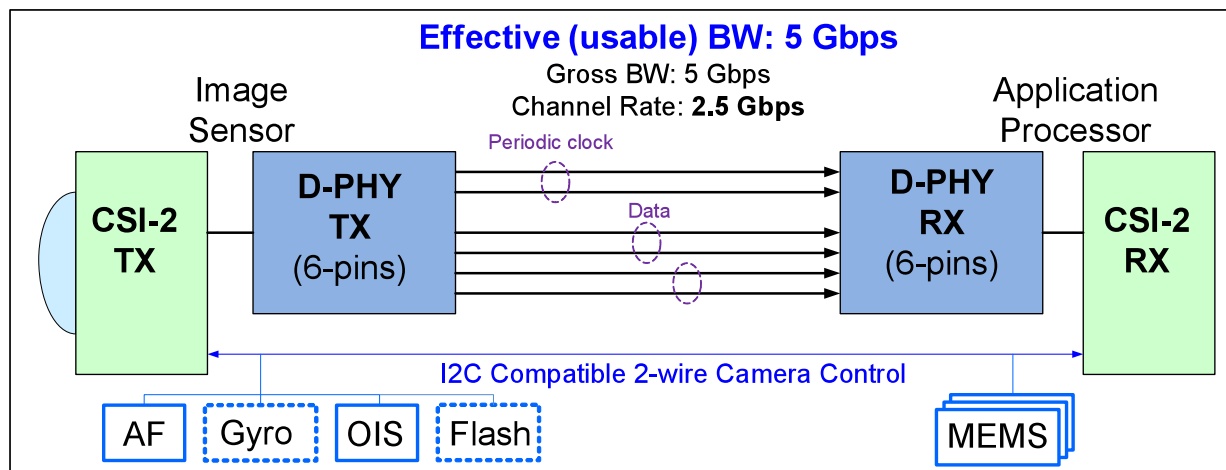 Effective (usable) BW: 5 Gbps
Gross BW: 5 Gbps
Channel Rate: 2.5 Gbps
Image
Sensor
Application
Processor
Periodic clock
CSI-2
TX
D-PHY
TX
(6-pins)
Data
D-PHY
RX
(6-pins)
CSI-2
RX
I2C Compatible 2-wire Camera Control
AF
Gyro
OIS
Flash
MEMS